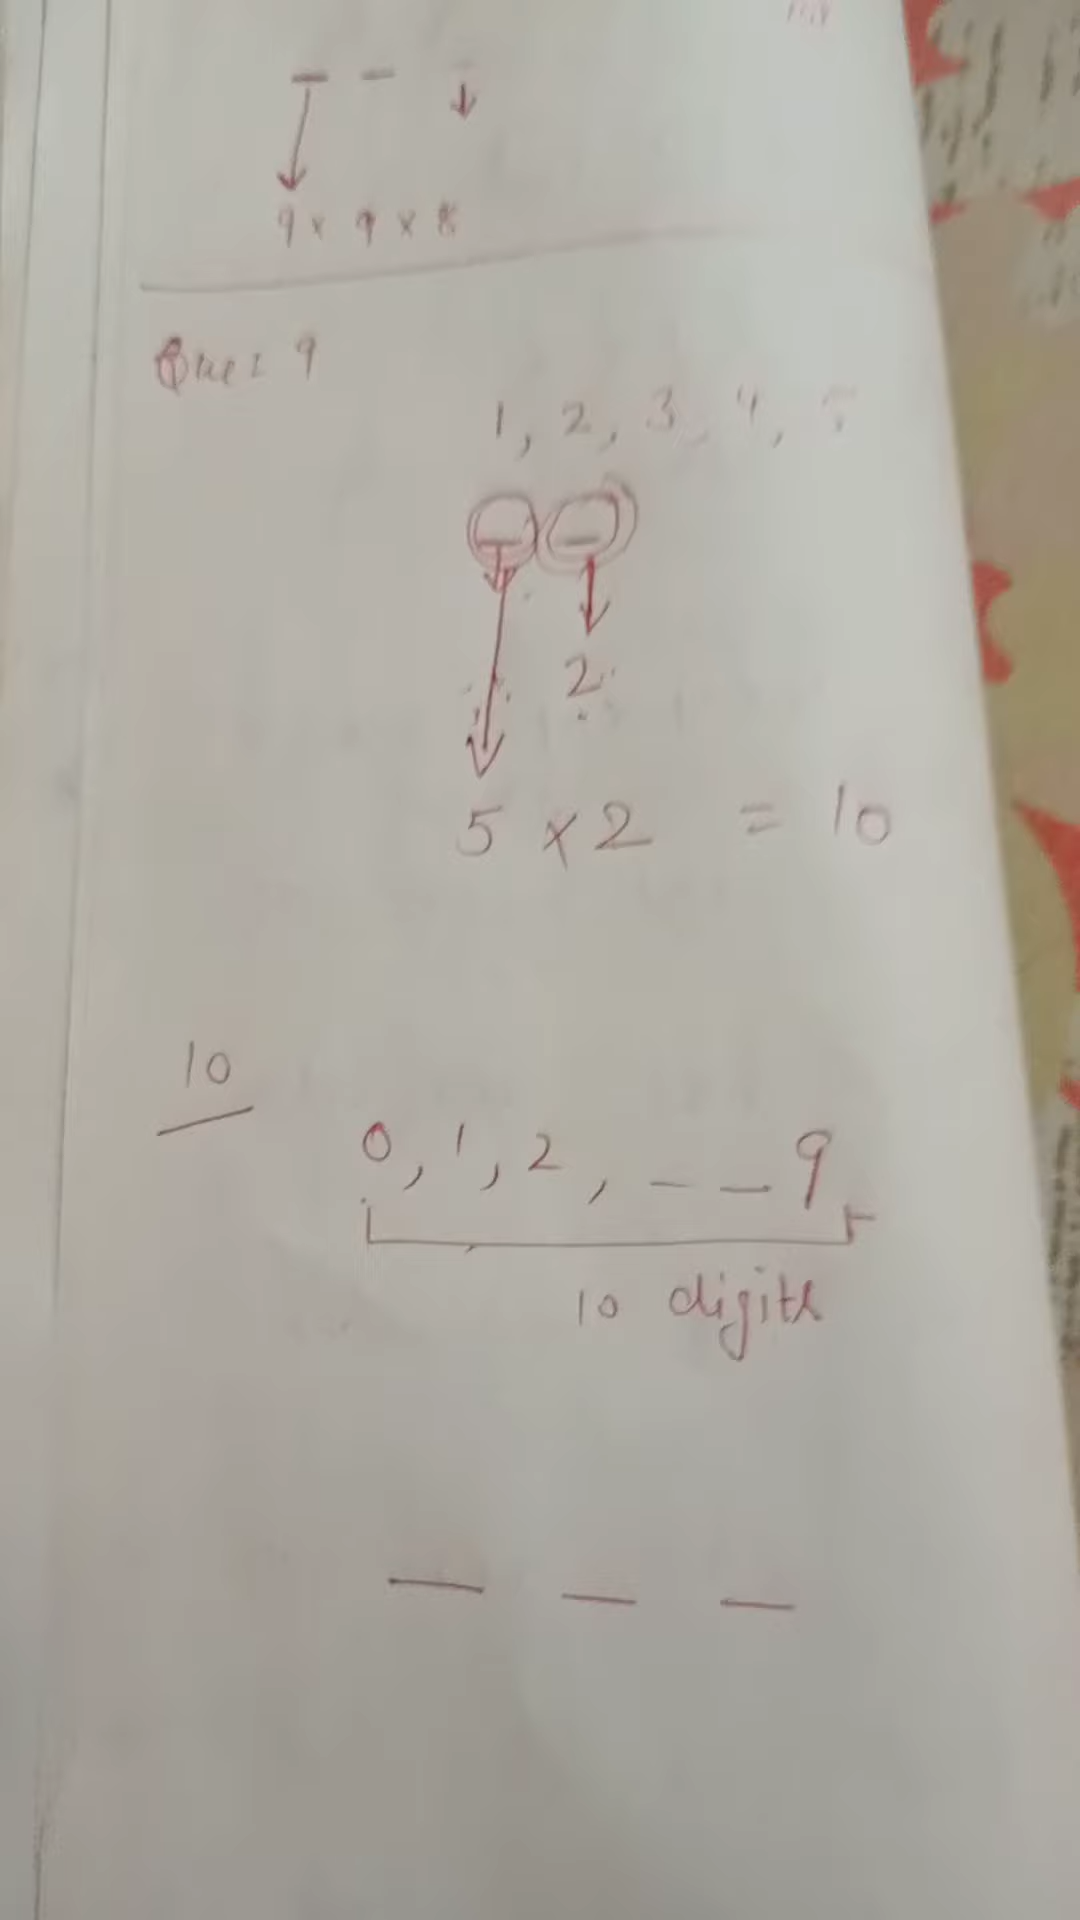 9 x 9 x 8
Que: 9
1, 2, 3, 4, 5
2
5 x 2 = 10
10
0, 1, 2, _ _ 9
10 digits
_ _ _